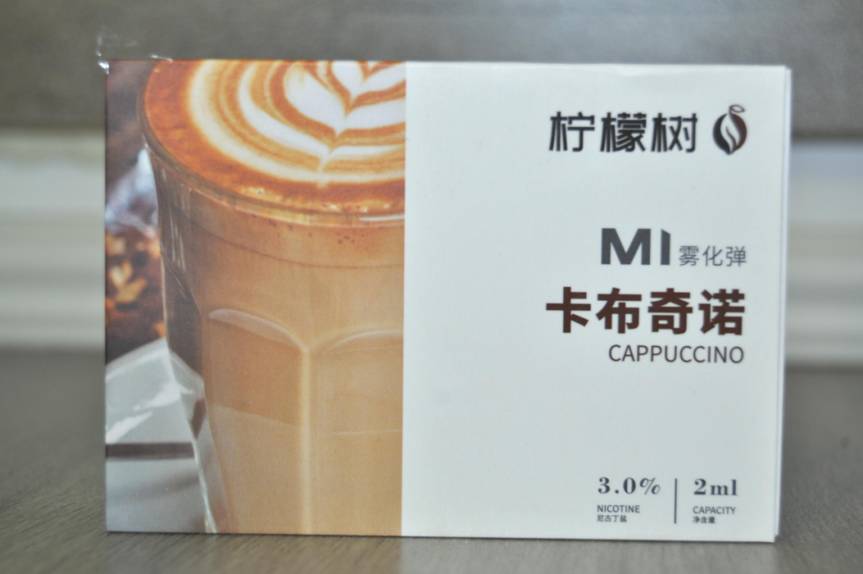 柠檬树
MI 雾化弹
卡布奇诺
CAPPUCCINO
3.0% 2ml
NICOTINE CAPACITY
尼古丁盐 净含量